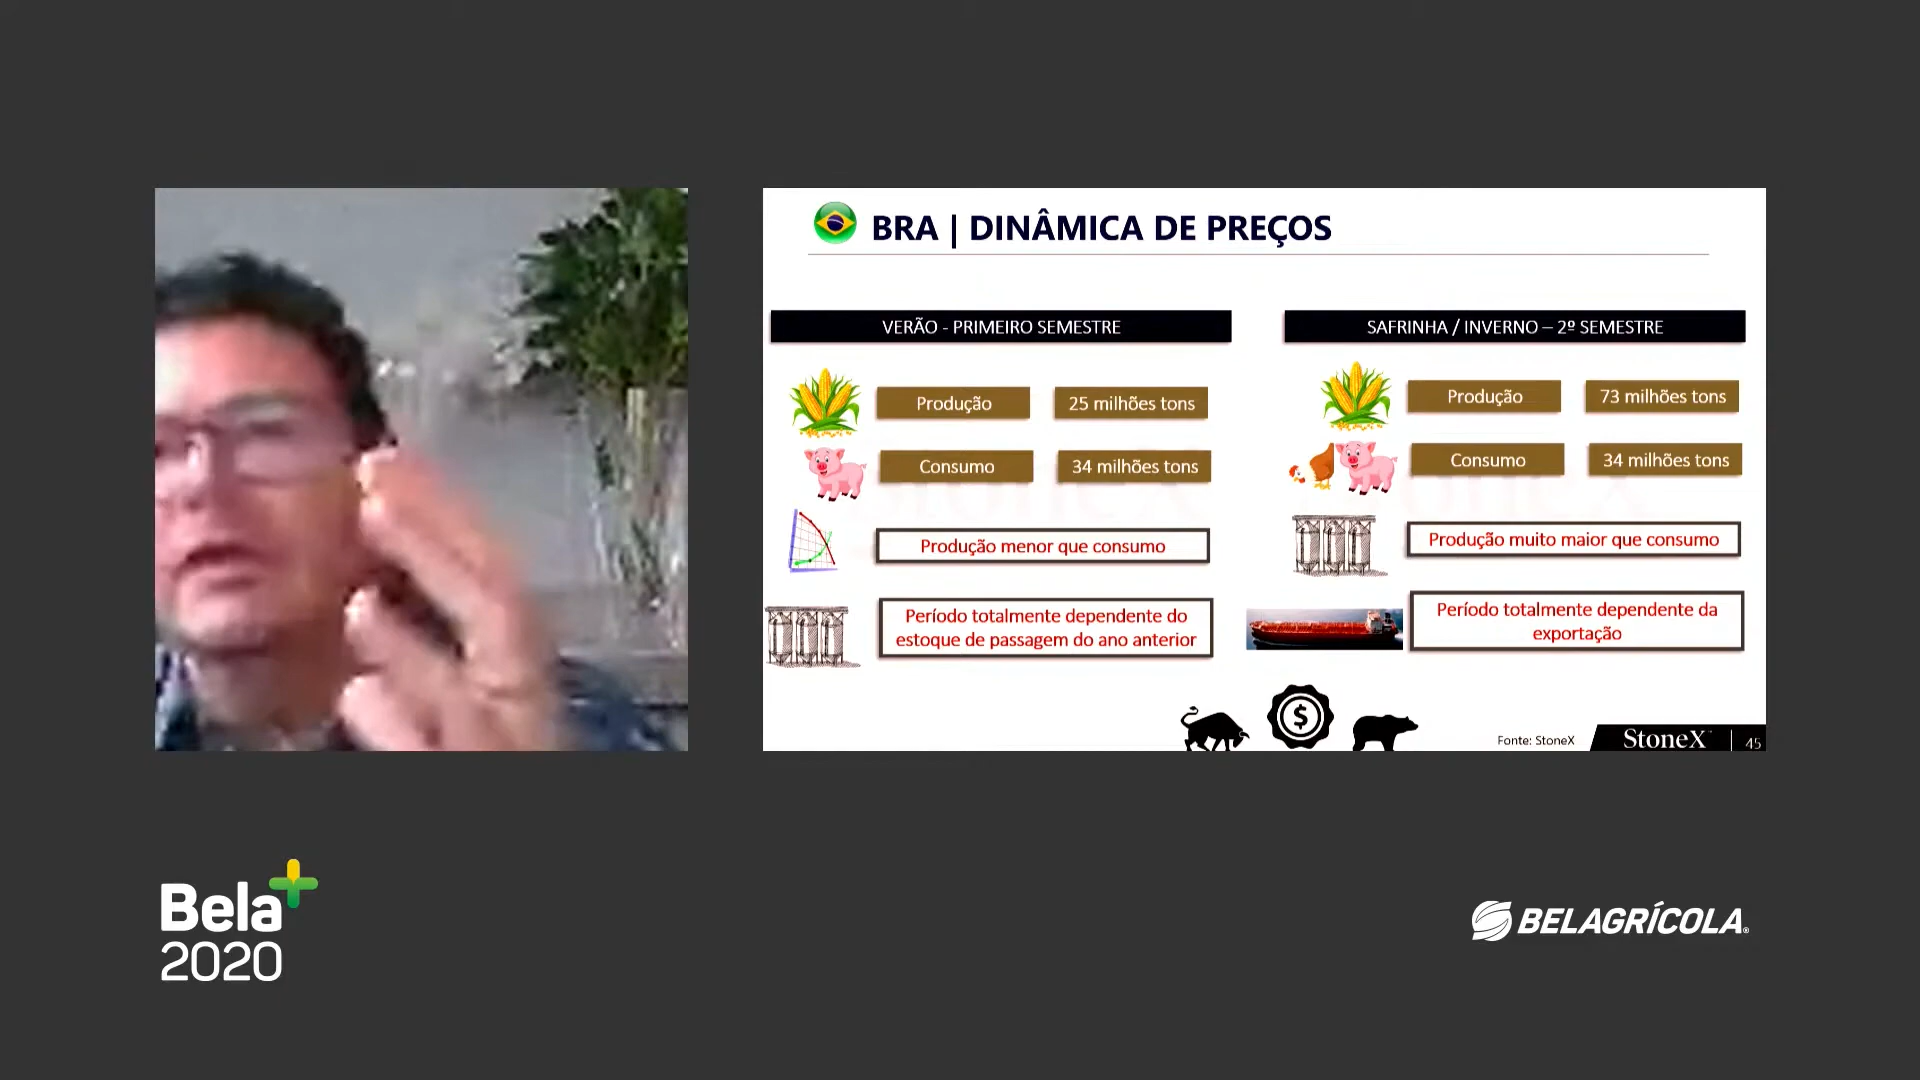 BRA | DINÂMICA DE PREÇOS
VERÃO - PRIMEIRO SEMESTRE
Produção
25 milhões tons
Consumo
34 milhões tons
Produção menor que consumo
Período totalmente dependente do
estoque de passagem do ano anterior
SAFRINHA / INVERNO – 2º SEMESTRE
Produção
73 milhões tons
Consumo
34 milhões tons
Produção muito maior que consumo
Período totalmente dependente da
exportação
$
Fonte: StoneX
StoneX
45
Bela
2020
BELAGRÍCOLA